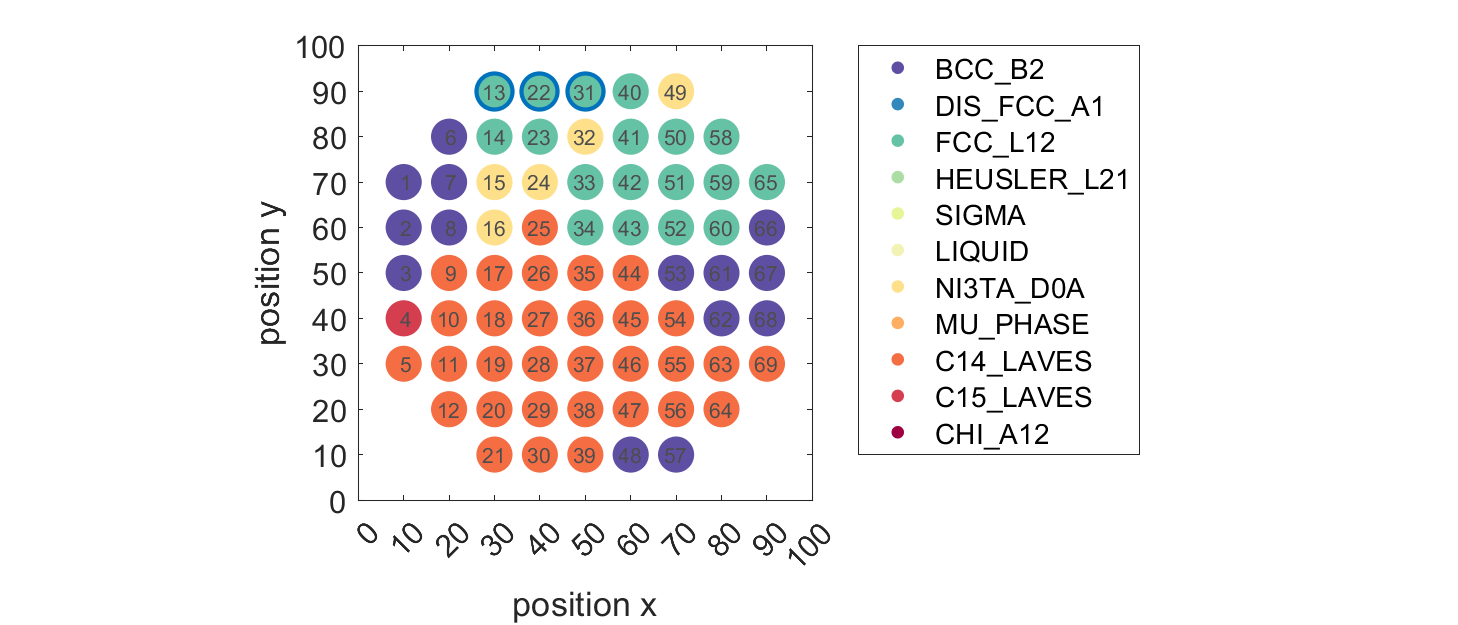 100
90
80
70
60
50
40
30
20
10
0
position y
13 22 31 40 49
6 14 23 32 41 50 58
1 7 15 24 33 42 51 59 65
2 8 16 25 34 43 52 60 66
3 9 17 26 35 44 53 61 67
4 10 18 27 36 45 54 62 68
5 11 19 28 37 46 55 63 69
12 20 29 38 47 56 64
21 30 39 48 57
0 10 20 30 40 50 60 70 80 90 100
position x
BCC_B2
DIS_FCC_A1
FCC_L12
HEUSLER_L21
SIGMA
LIQUID
NI3TA_D0A
MU_PHASE
C14_LAVES
C15_LAVES
CHI_A12